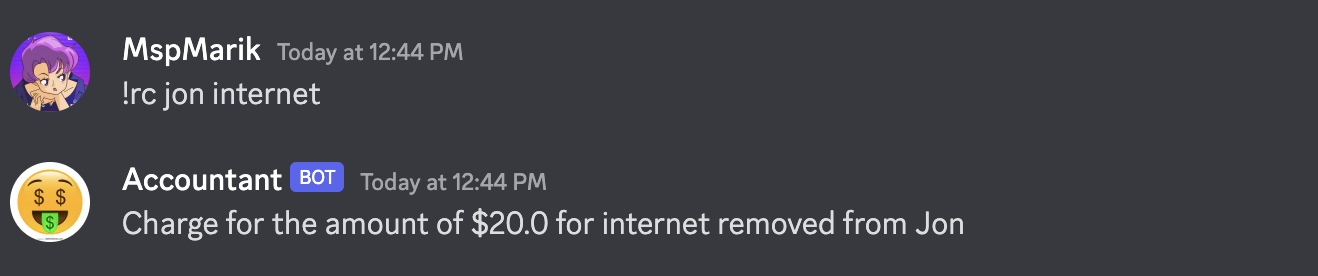 MspMarik Today at 12:44 PM
!rc jon internet
Accountant BOT Today at 12:44 PM
Charge for the amount of $20.0 for internet removed from Jon